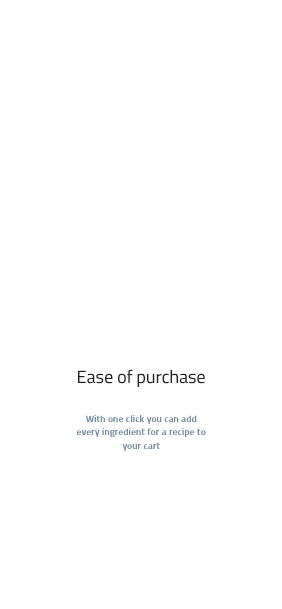 Ease of purchase
With one click you can add
every ingredient for a recipe to
your cart